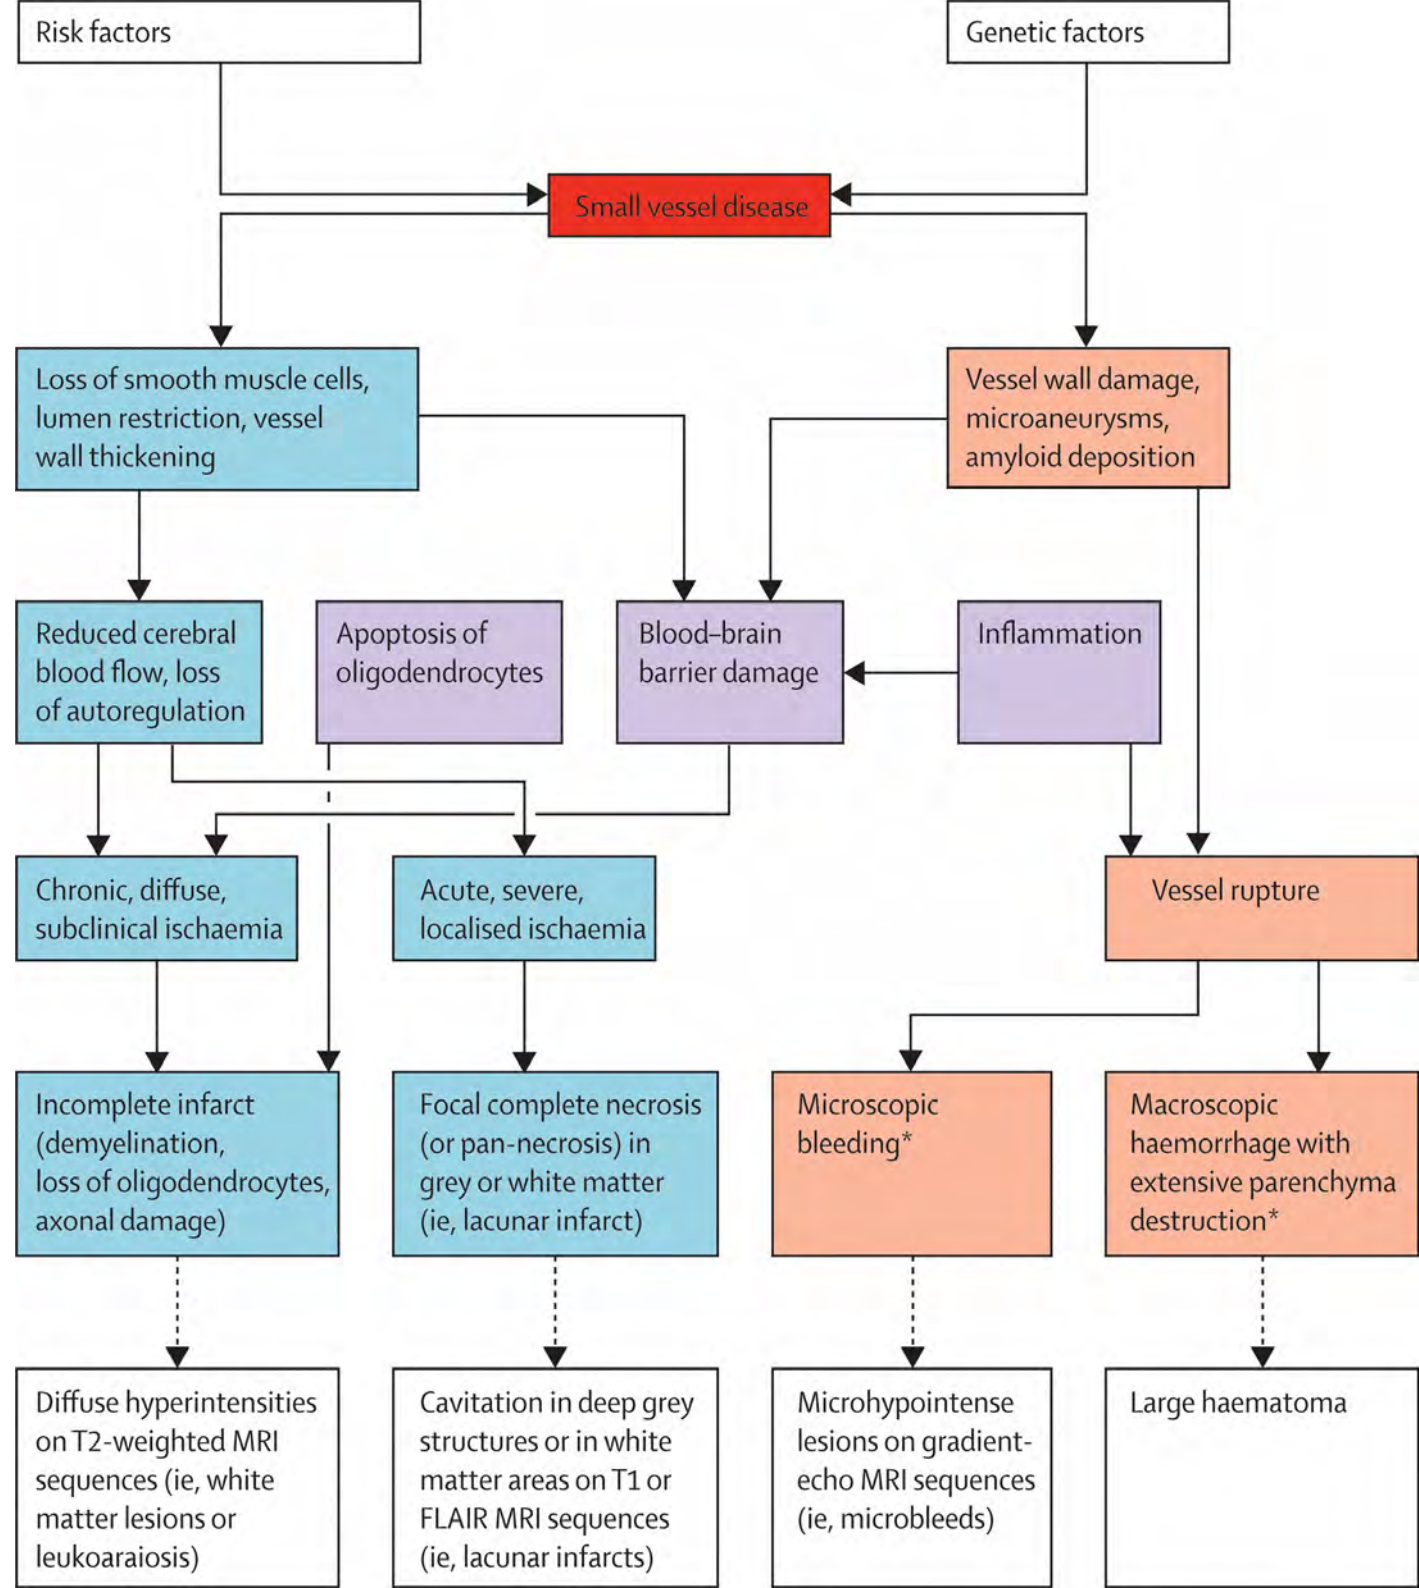 Risk factors
Genetic factors
Small vessel disease
Loss of smooth muscle cells,
lumen restriction, vessel
wall thickening
Vessel wall damage,
microaneurysms,
amyloid deposition
Reduced cerebral
blood flow, loss
of autoregulation
Apoptosis of
oligodendrocytes
Blood–brain
barrier damage
Inflammation
Chronic, diffuse,
subclinical ischaemia
Acute, severe,
localised ischaemia
Vessel rupture
Incomplete infarct
(demyelination,
loss of oligodendrocytes,
axonal damage)
Focal complete necrosis
(or pan-necrosis) in
grey or white matter
(ie, lacunar infarct)
Microscopic
bleeding*
Macroscopic
haemorrhage with
extensive parenchyma
destruction*
Diffuse hyperintensities
on T2-weighted MRI
sequences (ie, white
matter lesions or
leukoaraiosis)
Cavitation in deep grey
structures or in white
matter areas on T1 or
FLAIR MRI sequences
(ie, lacunar infarcts)
Microhypointense
lesions on gradient-
echo MRI sequences
(ie, microbleeds)
Large haematoma